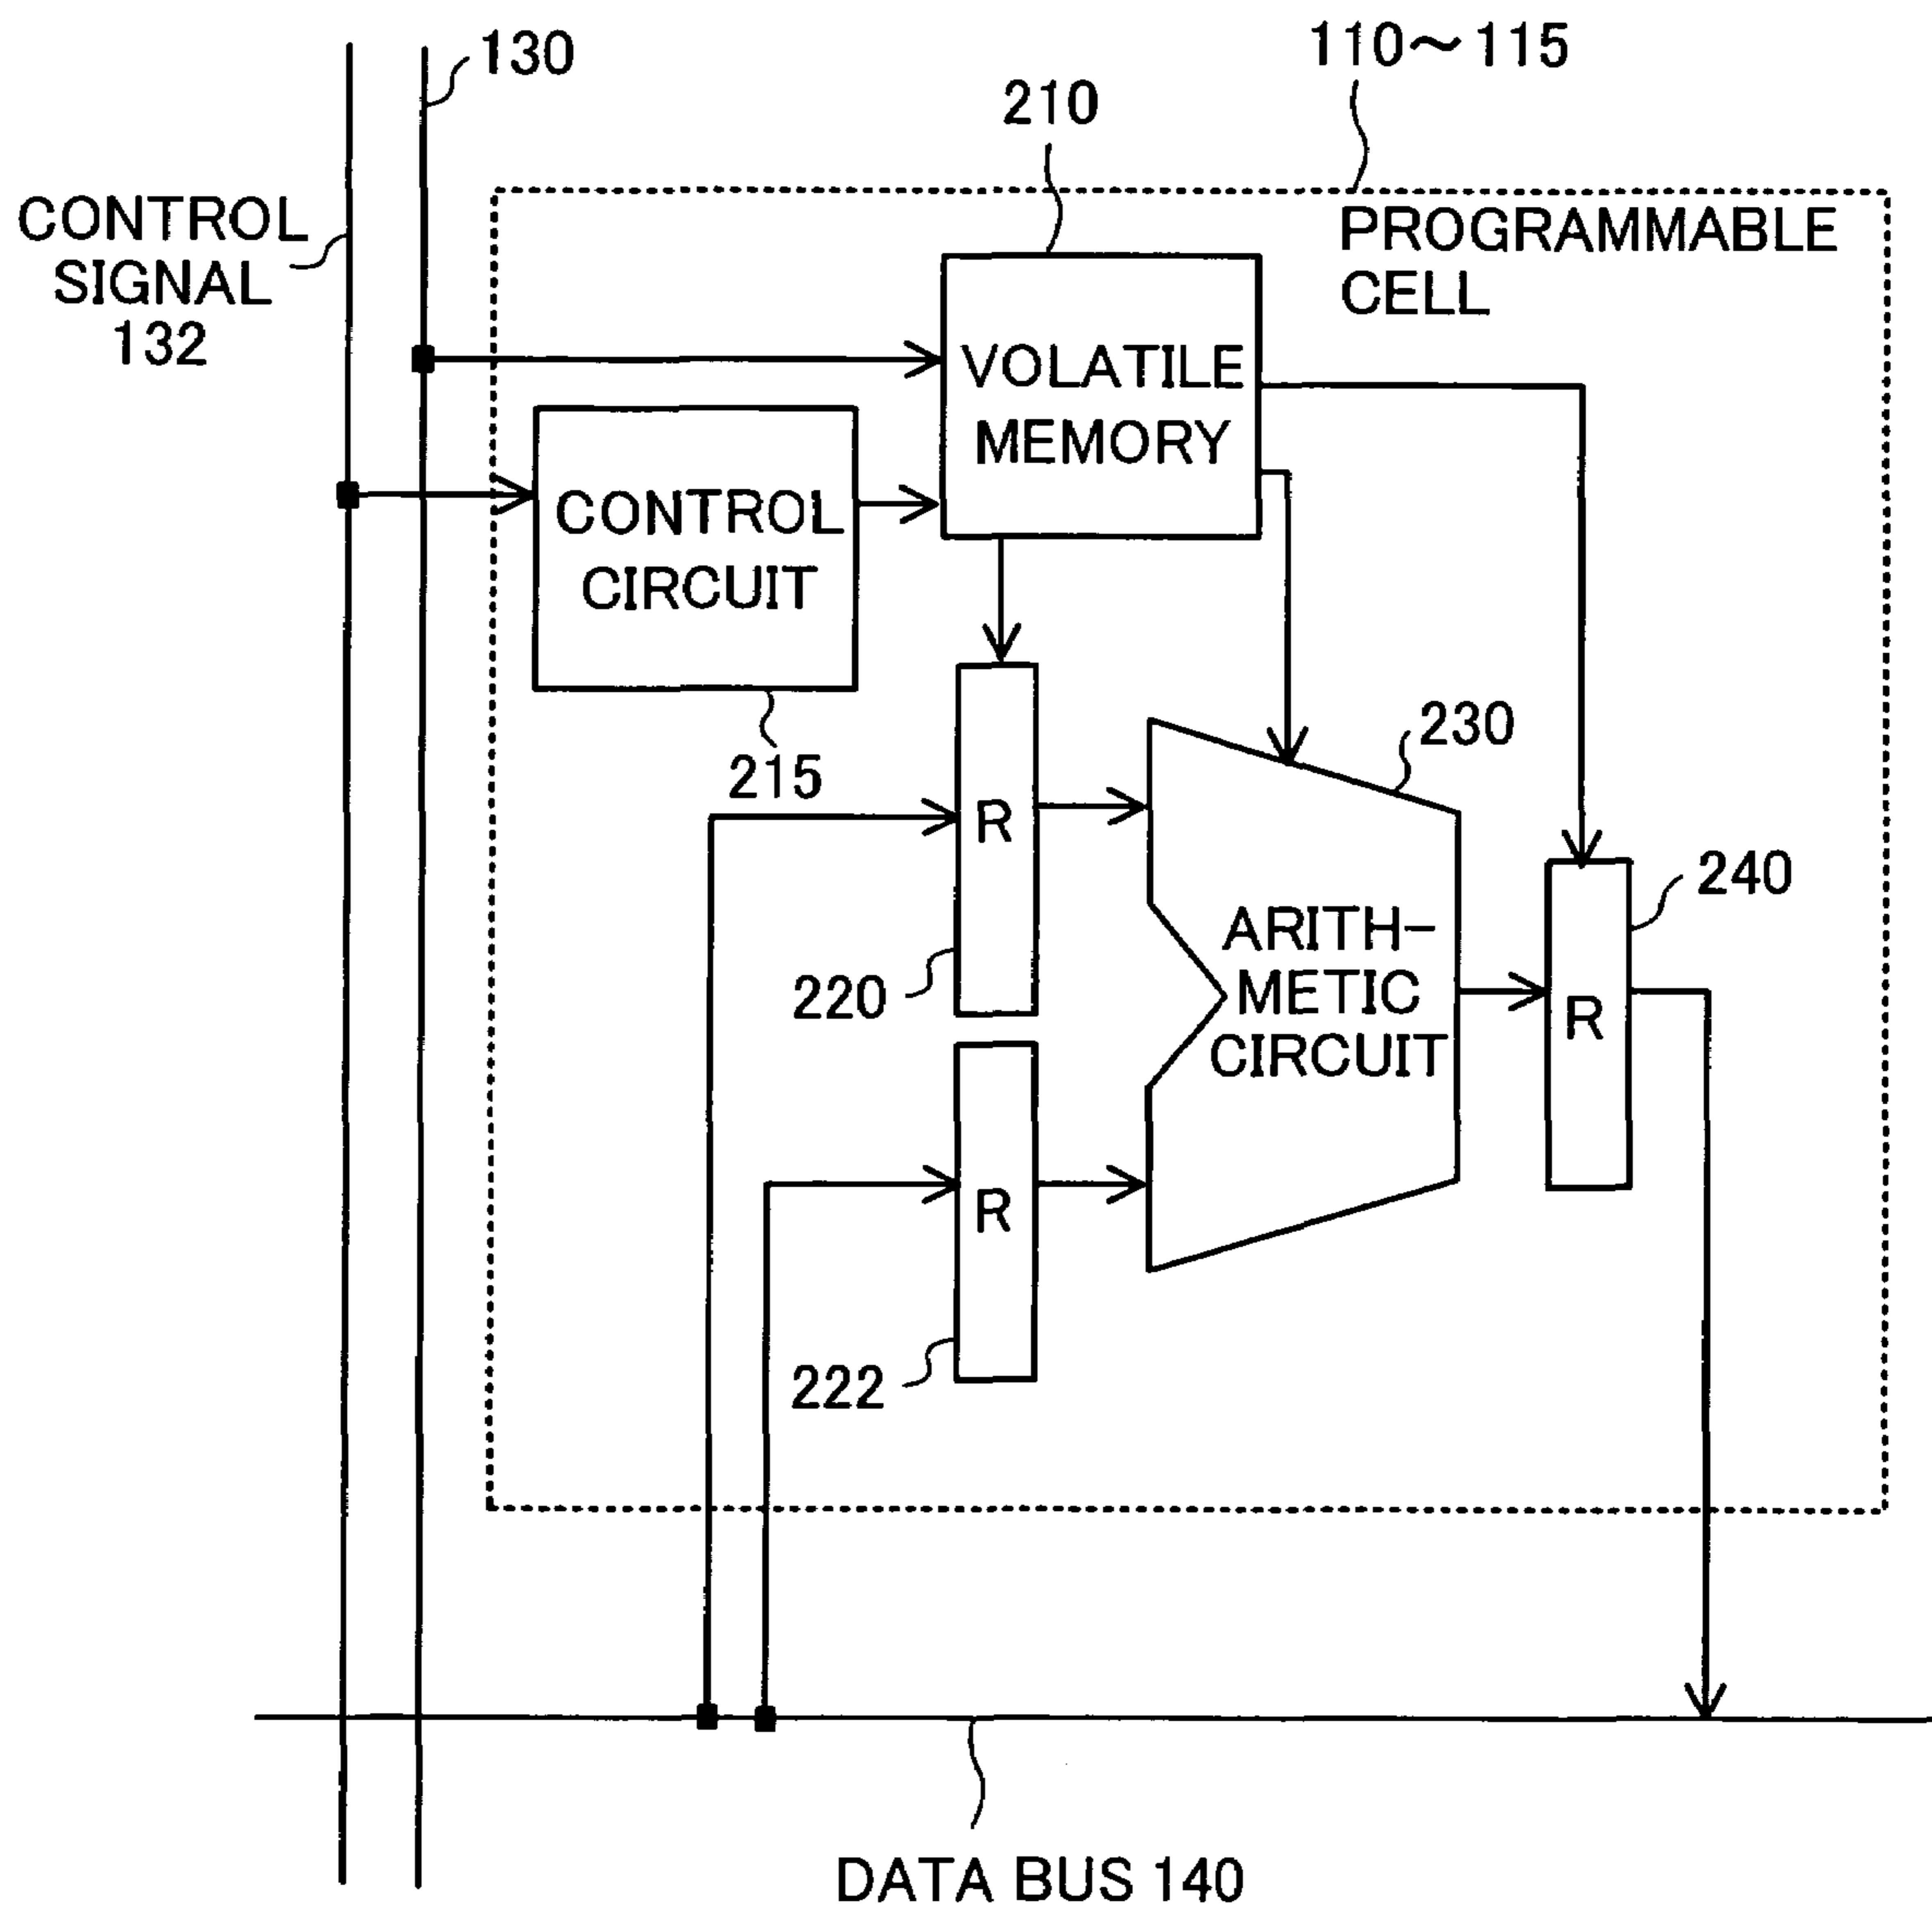 130
110～115
210
CONTROL
SIGNAL
132
PROGRAMMABLE
CELL
VOLATILE
MEMORY
CONTROL
CIRCUIT
215
230
R
240
220
ARITH-
METIC
CIRCUIT
R
R
222
DATA BUS 140